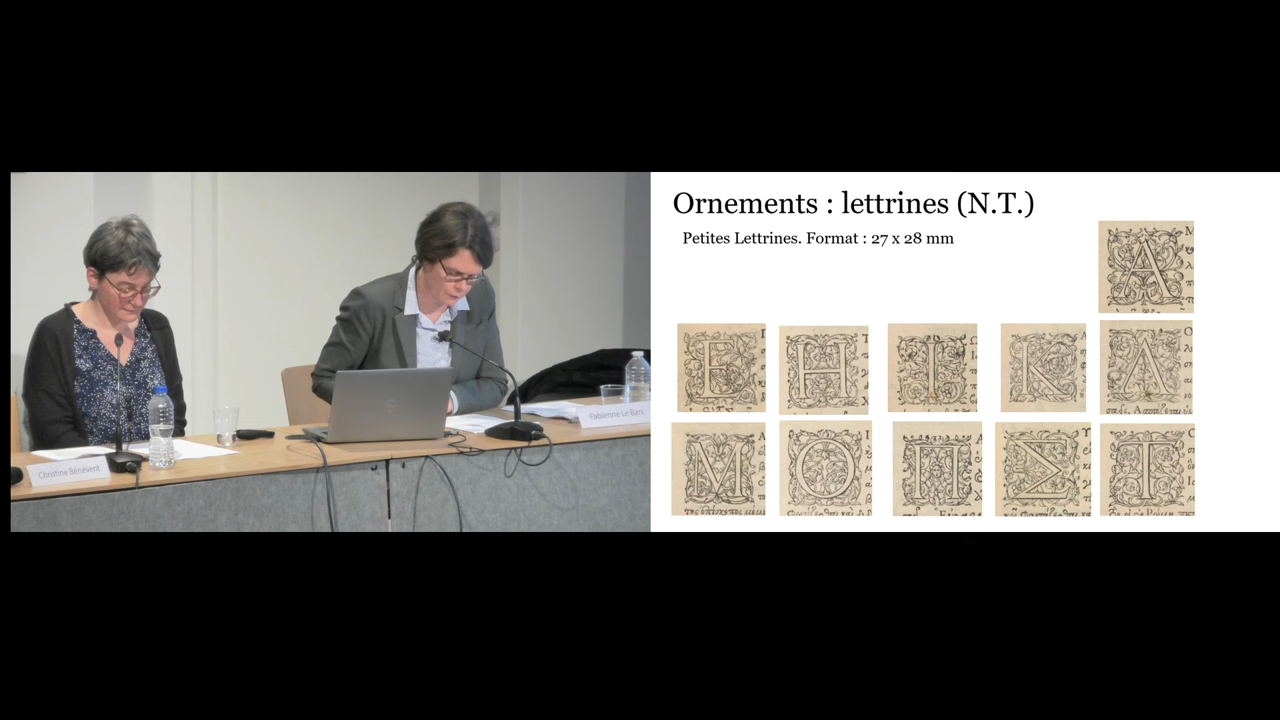 Ornements : lettrines (N.T.)
Petites Lettrines. Format : 27 x 28 mm
Α
Ε Η Ι Κ Λ
Μ Ο Π Σ Τ
Christine Bénévent
Fabienne Le Bars